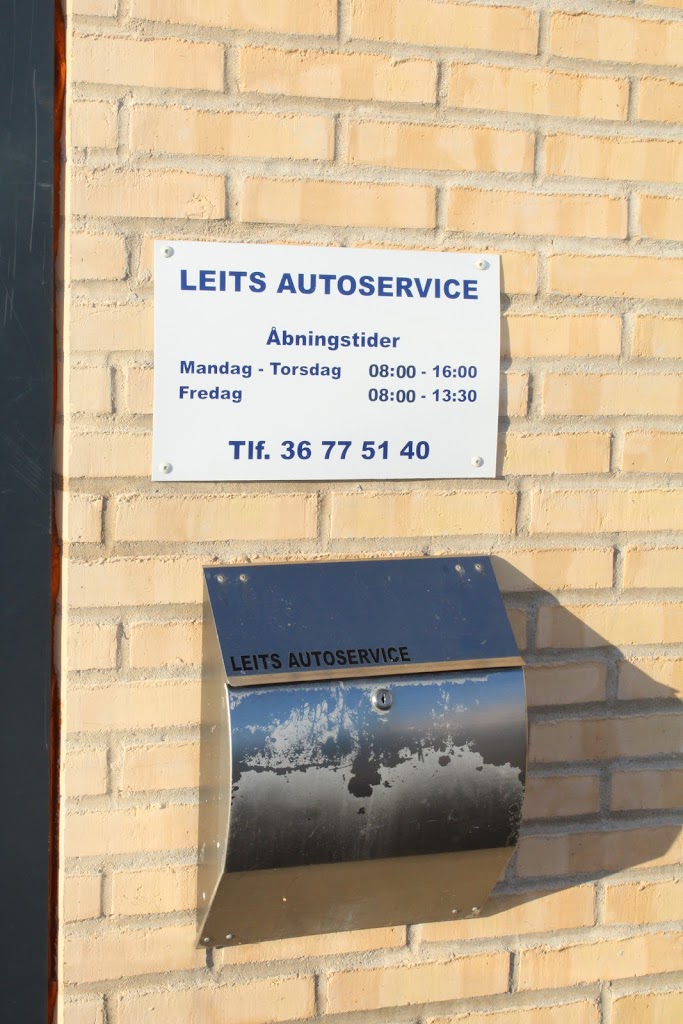 LEITS AUTOSERVICE
Åbningstider
Mandag - Torsdag 08:00 - 16:00
Fredag 08:00 - 13:30
Tlf. 36 77 51 40
LEITS AUTOSERVICE